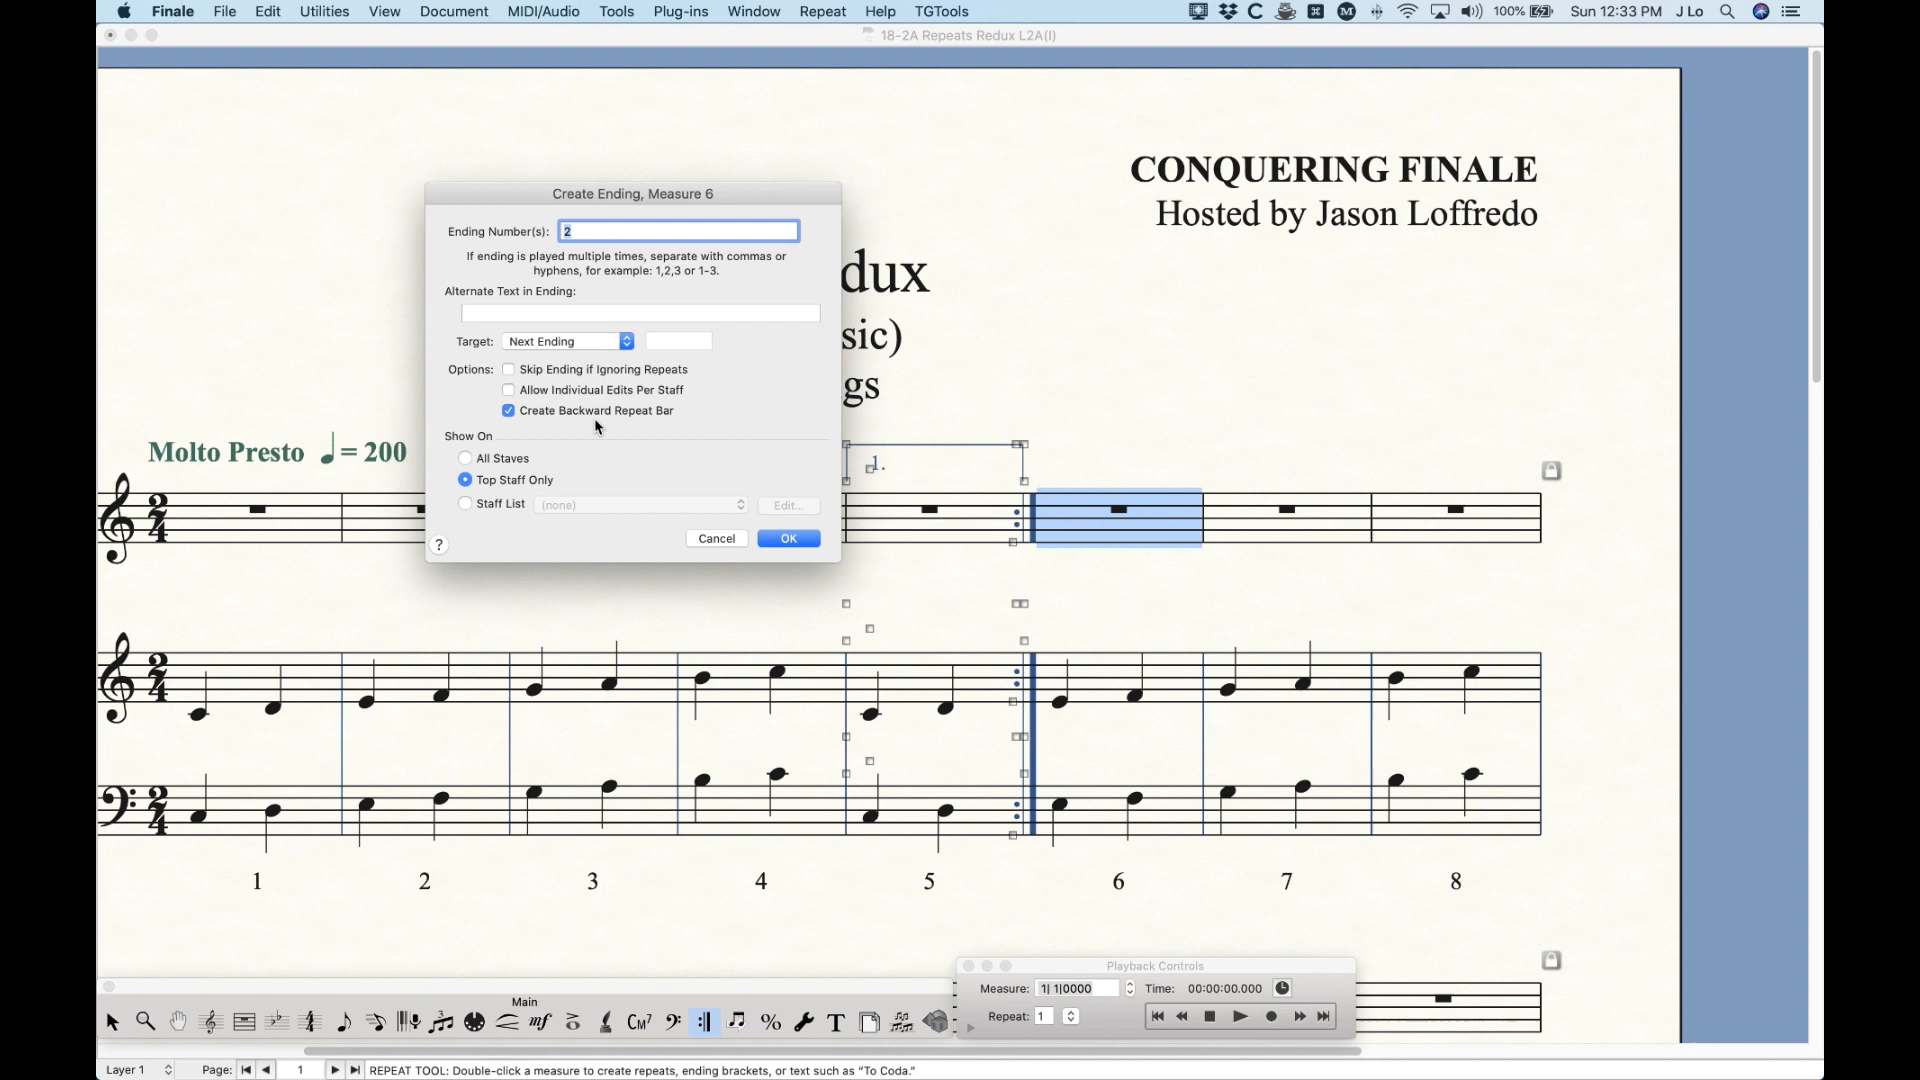 Finale File Edit Utilities View Document MIDI/Audio Tools Plug-ins Window Repeat Help TGTools 100% Sun 12:33 PM J Lo
18-2A Repeats Redux L2A(I)
CONQUERING FINALE
Hosted by Jason Loffredo
Create Ending, Measure 6
Ending Number(s): 2
If ending is played multiple times, separate with commas or
hyphens, for example: 1,2,3 or 1-3.
Alternate Text in Ending:
Target: Next Ending
Options: Skip Ending if Ignoring Repeats
Allow Individual Edits Per Staff
Create Backward Repeat Bar
Show On
All Staves
Top Staff Only
Staff List (none) Edit...
? Cancel OK
dux
sic)
gs
Molto Presto = 200
1.
1 2 3 4 5 6 7 8
Playback Controls
Measure: 1| 1|0000 Time: 00:00:00.000
Repeat: 1
Main
Layer 1 Page: 1 REPEAT TOOL: Double-click a measure to create repeats, ending brackets, or text such as “To Coda.”